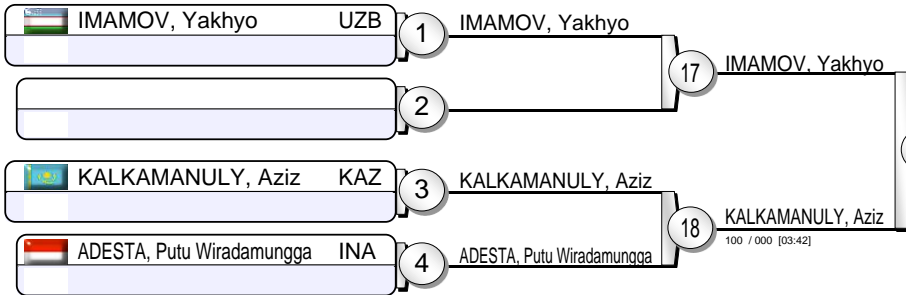 IMAMOV, Yakhyo UZB
1
IMAMOV, Yakhyo
17
IMAMOV, Yakhyo
2
KALKAMANULY, Aziz KAZ
3
KALKAMANULY, Aziz
18
KALKAMANULY, Aziz
100 / 000 [03:42]
ADESTA, Putu Wiradamungga INA
4
ADESTA, Putu Wiradamungga